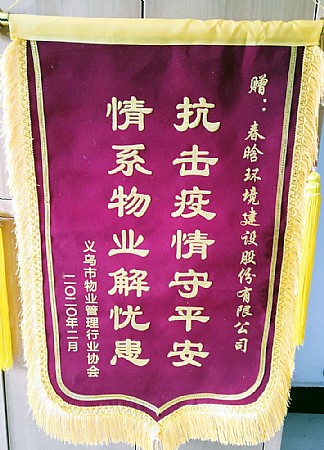 赠：春晗环境建设股份有限公司
抗击疫情守平安
情系物业解忧患
义乌市物业管理行业协会
二〇二〇年二月